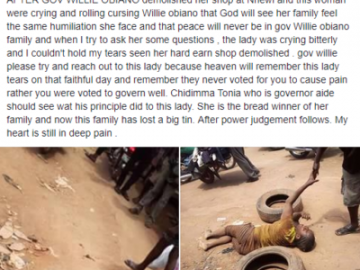 AFTER GOV WILLIE OBIANO demolished her shop at Nnewi and this woman
were crying and rolling cursing Willie obiano that God will see her family feel
the same humiliation she face and that peace will never be in gov Willie obiano
family and when I try to ask her some questions , the lady was crying bitterly
and I couldn't hold my tears seen her hard earn shop demolished . gov willie
please try and reach out to this lady because heaven will remember this lady
tears on that faithful day and remember they never voted for you to cause pain
rather you were voted to govern well. Chidimma Tonia who is governor aide
should see wat his principle did to this lady. She is the bread winner of her
family and now this family has lost a big tin. After power judgement follows. My
heart is still in deep pain .